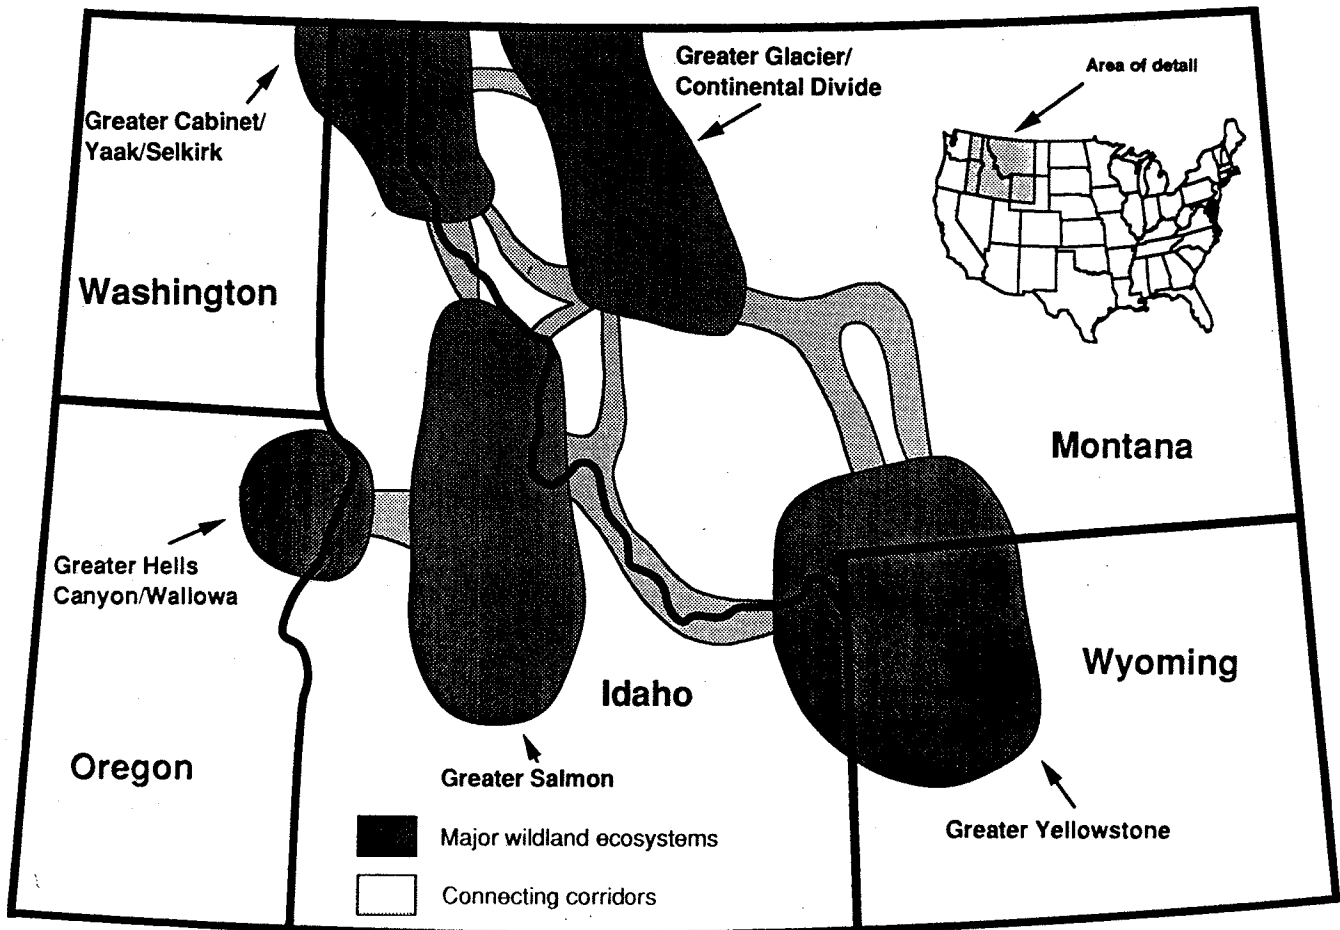 Greater Glacier/
Continental Divide
Area of detail
Greater Cabinet/
Yaak/Selkirk
Washington
Montana
Greater Hells
Canyon/Wallowa
Wyoming
Idaho
Oregon
Greater Salmon
Greater Yellowstone
Major wildland ecosystems
Connecting corridors